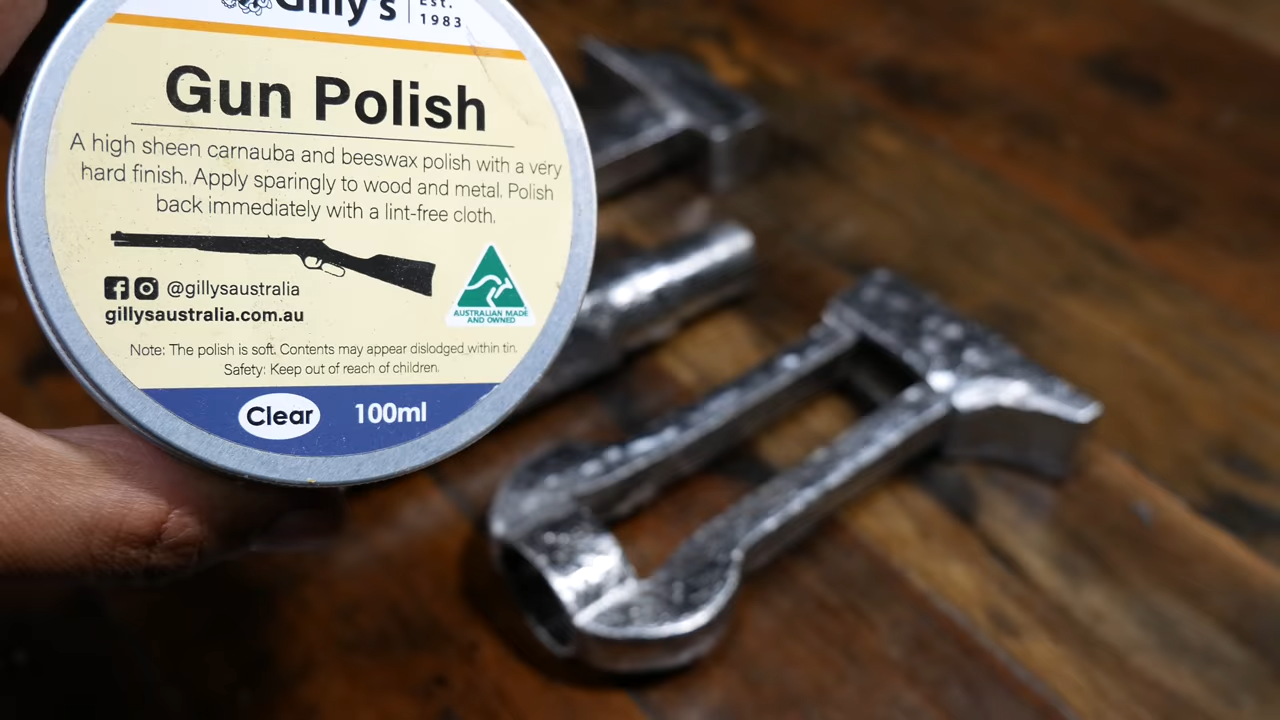 Gilly's
Est.
1983
Gun Polish
A high sheen carnauba and beeswax polish with a very
hard finish. Apply sparingly to wood and metal. Polish
back immediately with a lint-free cloth.
@gillysaustralia
gillysaustralia.com.au
AUSTRALIAN MADE
AND OWNED
Note: The polish is soft. Contents may appear dislodged within tin.
Safety: Keep out of reach of children.
Clear
100ml